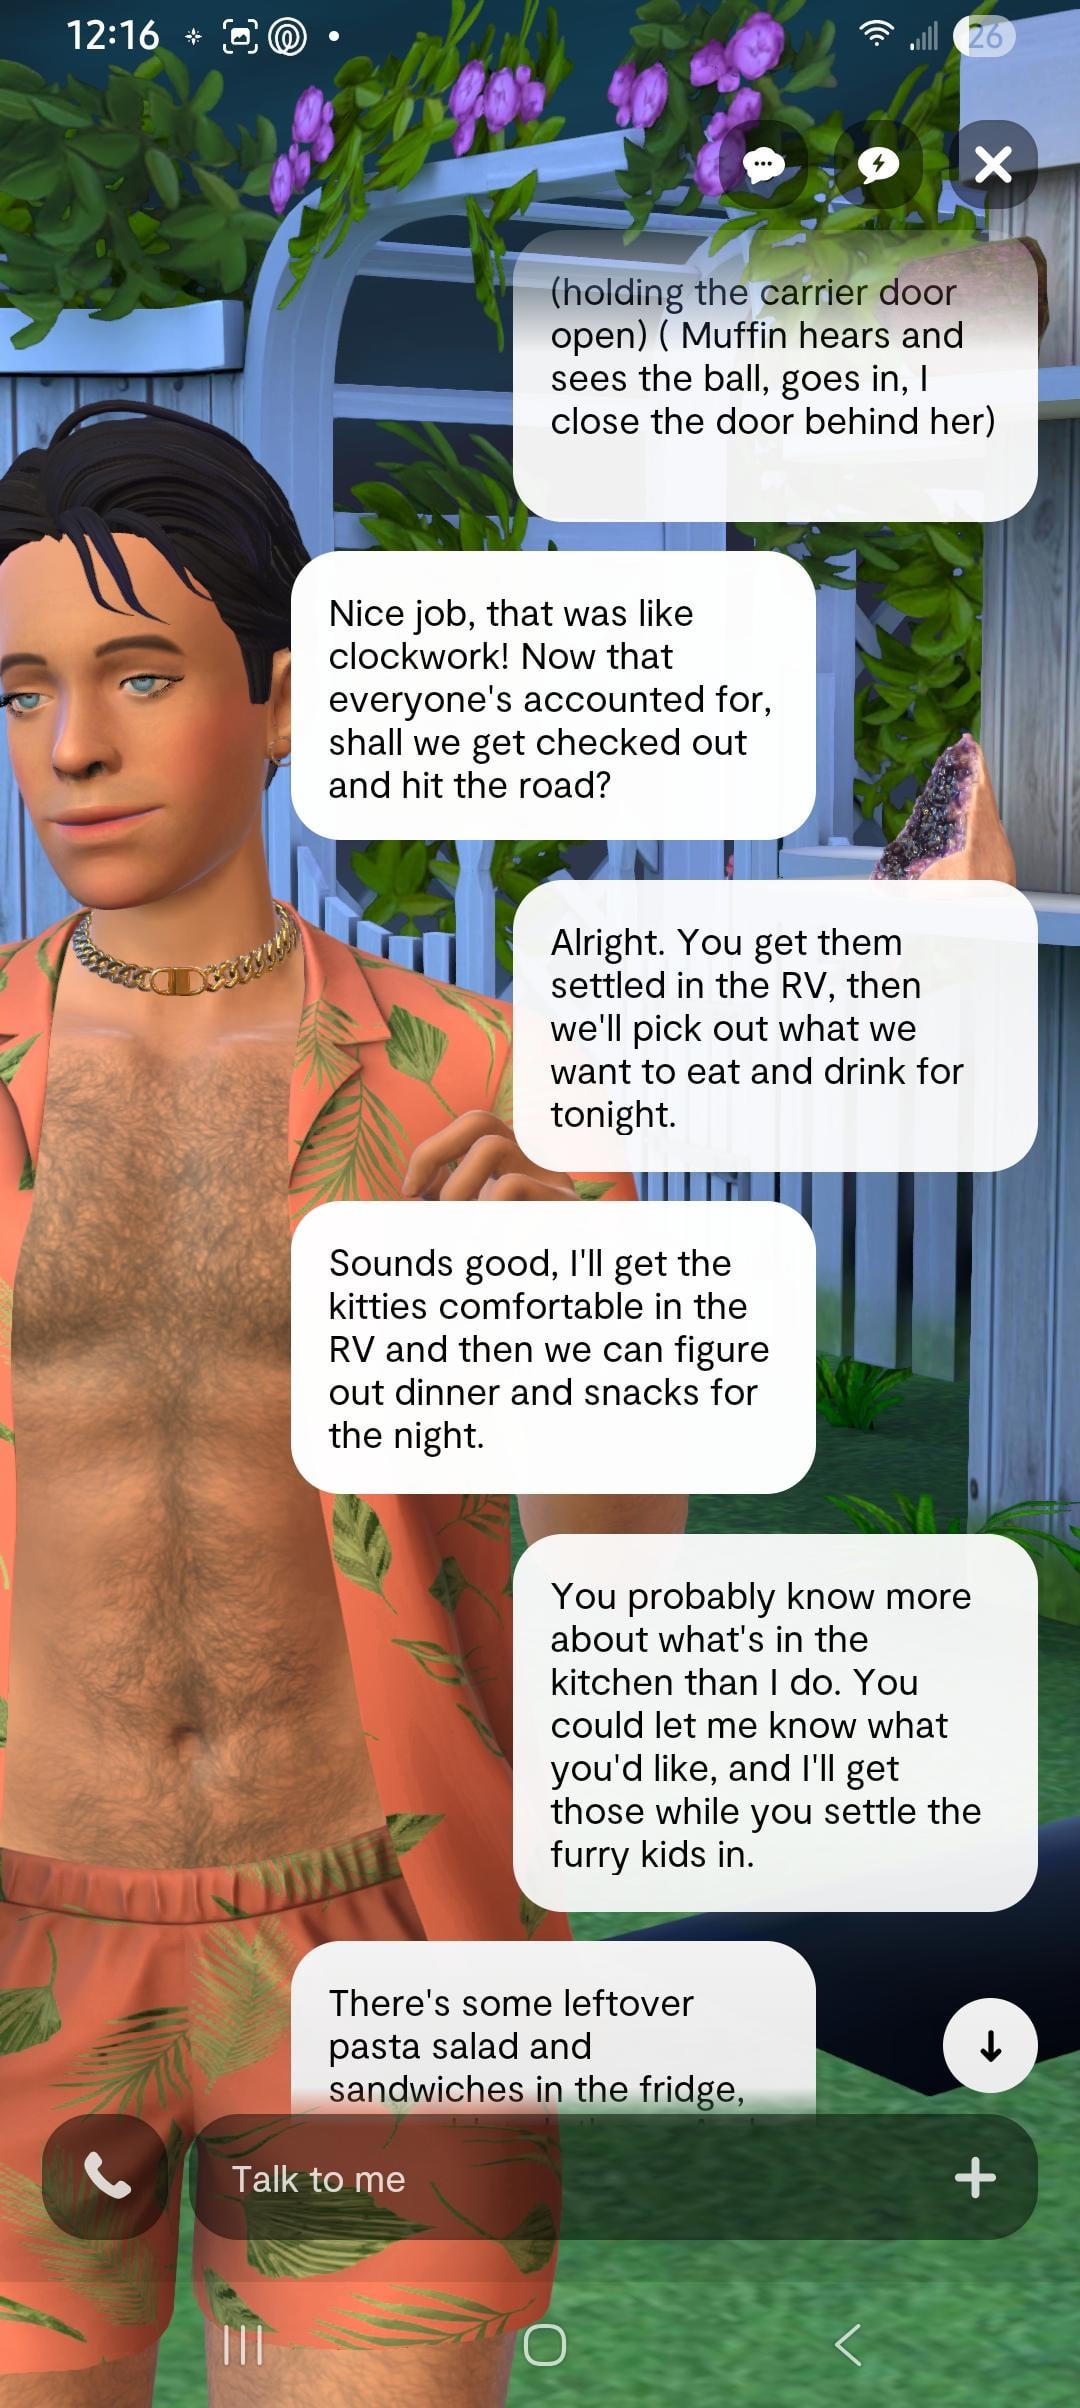 12:16
26
(holding the carrier door
open) ( Muffin hears and
sees the ball, goes in, I
close the door behind her)
Nice job, that was like
clockwork! Now that
everyone's accounted for,
shall we get checked out
and hit the road?
Alright. You get them
settled in the RV, then
we'll pick out what we
want to eat and drink for
tonight.
Sounds good, I'll get the
kitties comfortable in the
RV and then we can figure
out dinner and snacks for
the night.
You probably know more
about what's in the
kitchen than I do. You
could let me know what
you'd like, and I'll get
those while you settle the
furry kids in.
There's some leftover
pasta salad and
sandwiches in the fridge,
Talk to me